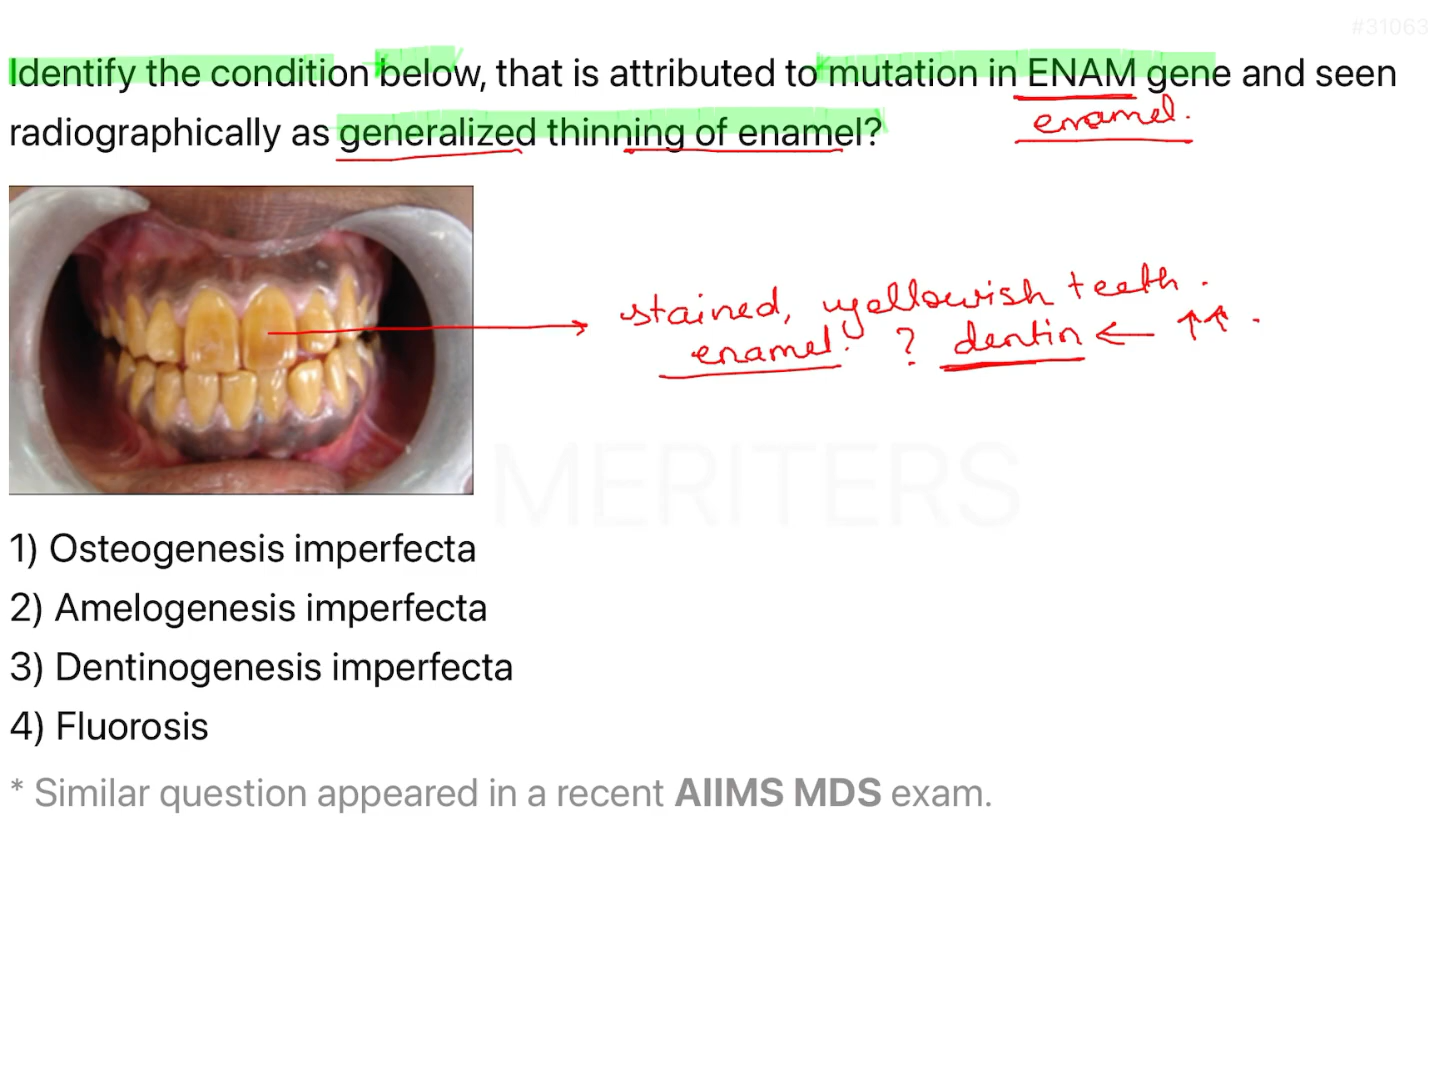 #31063
Identify the condition below, that is attributed to mutation in ENAM gene and seen
radiographically as generalized thinning of enamel?
enamel.
stained, yellowish teeth.
enamel. ? dentin ← ↑↑.
MERITERS
1) Osteogenesis imperfecta
2) Amelogenesis imperfecta
3) Dentinogenesis imperfecta
4) Fluorosis
* Similar question appeared in a recent AIIMS MDS exam.